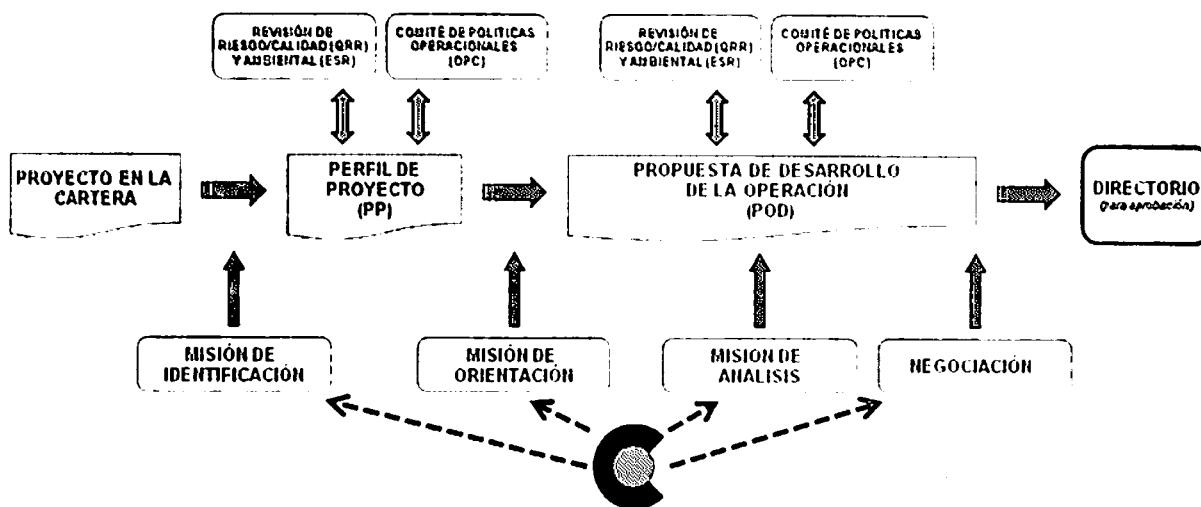 REVISIÓN DE
RIESGO/CALIDAD (QRR)
Y AMBIENTAL (ESR)
COMITÉ DE POLITICAS
OPERACIONALES
(OPC)
REVISIÓN DE
RIESGO/CALIDAD (QRR)
Y AMBIENTAL (ESR)
COMITÉ DE POLITICAS
OPERACIONALES
(OPC)
PROYECTO EN LA
CARTERA
PERFIL DE
PROYECTO
(PP)
PROPUESTA DE DESARROLLO
DE LA OPERACIÓN
(POD)
DIRECTORIO
(para aprobación)
MISIÓN DE
IDENTIFICACIÓN
MISIÓN DE
ORIENTACIÓN
MISIÓN DE
ANALISIS
NEGOCIACIÓN